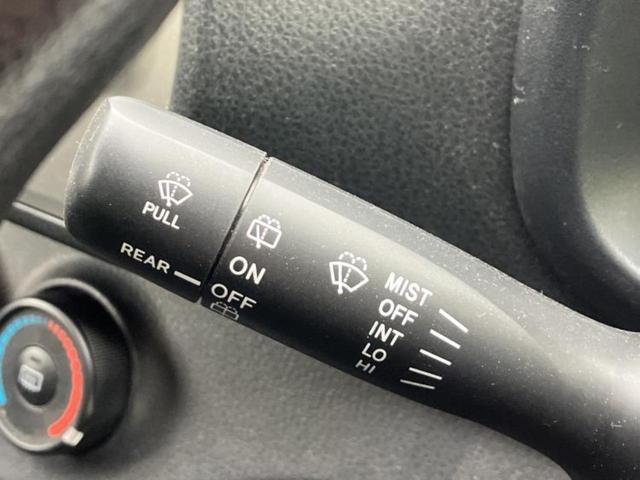 PULL
REAR
ON
OFF
MIST
OFF
INT
LO
HI